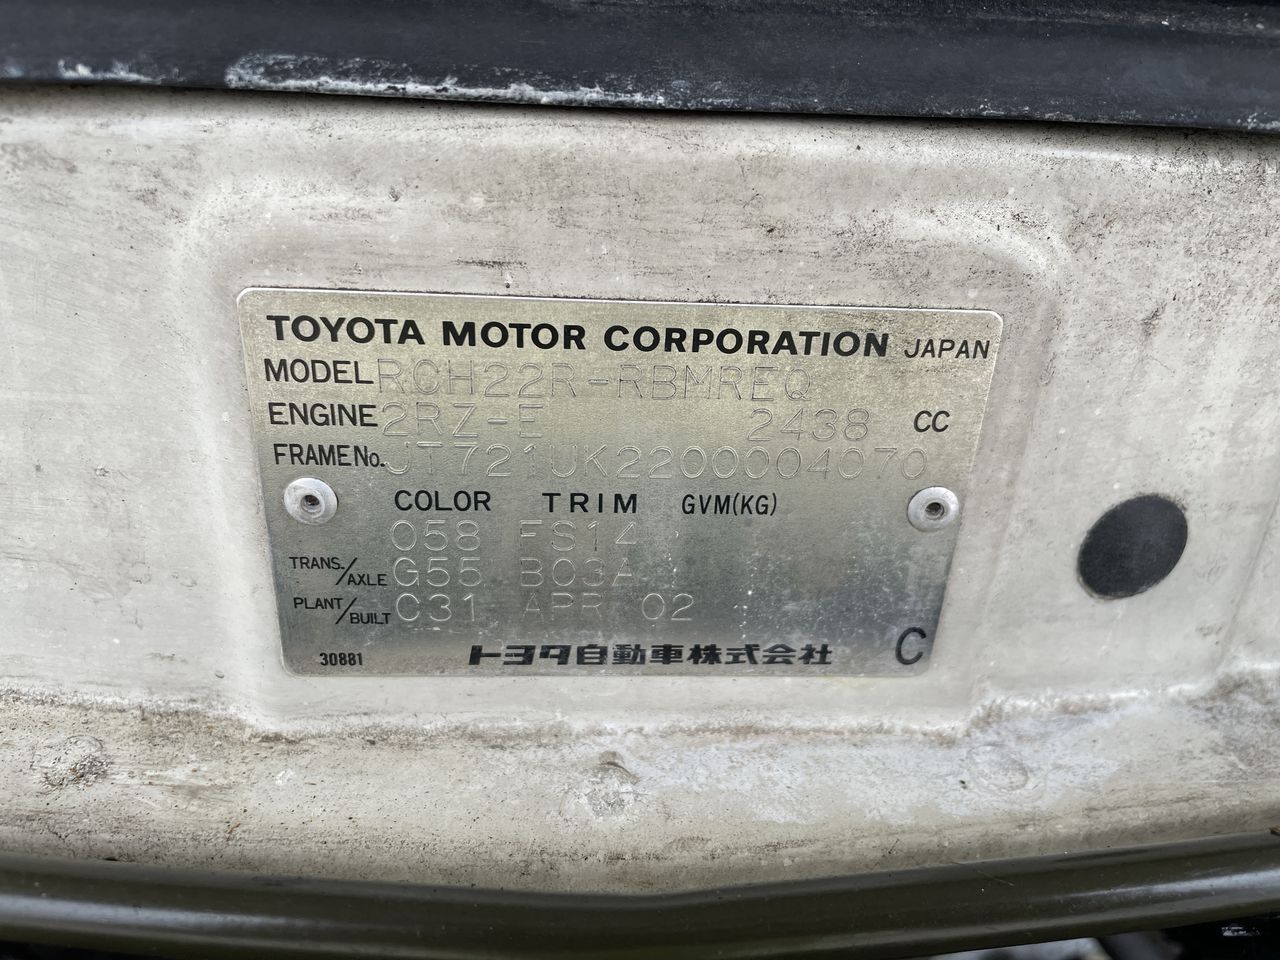 TOYOTA MOTOR CORPORATION JAPAN
MODEL RCH22R-RBMREQ
ENGINE 2RZ-E 2438 CC
FRAME No. JT721UK2200004070
COLOR TRIM GVM(KG)
058 FS14
TRANS./AXLE G55 B03A
PLANT/BUILT C31 APR 02
30881 トヨタ自動車株式会社 C